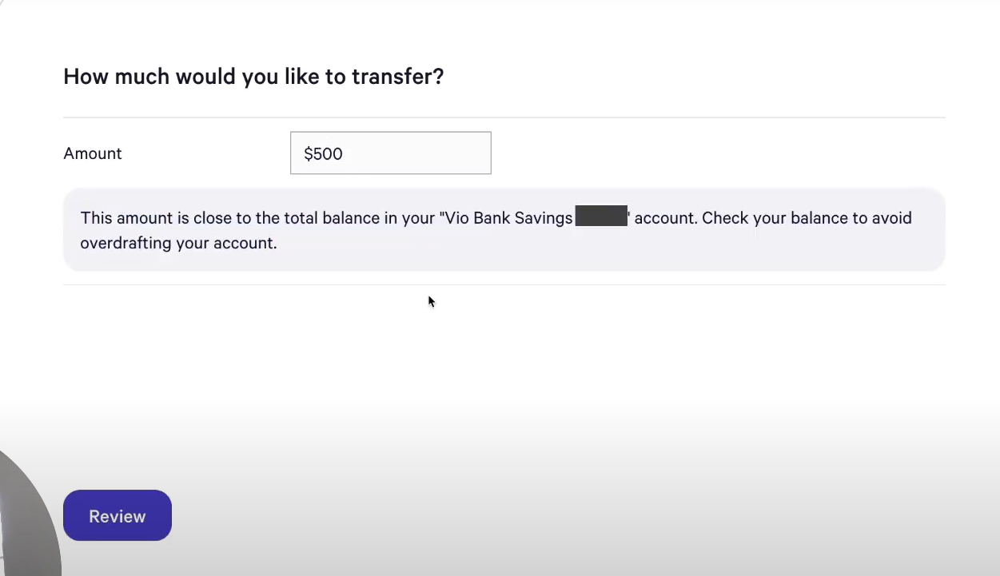 How much would you like to transfer?
Amount
$500
This amount is close to the total balance in your "Vio Bank Savings ' account. Check your balance to avoid
overdrafting your account.
Review